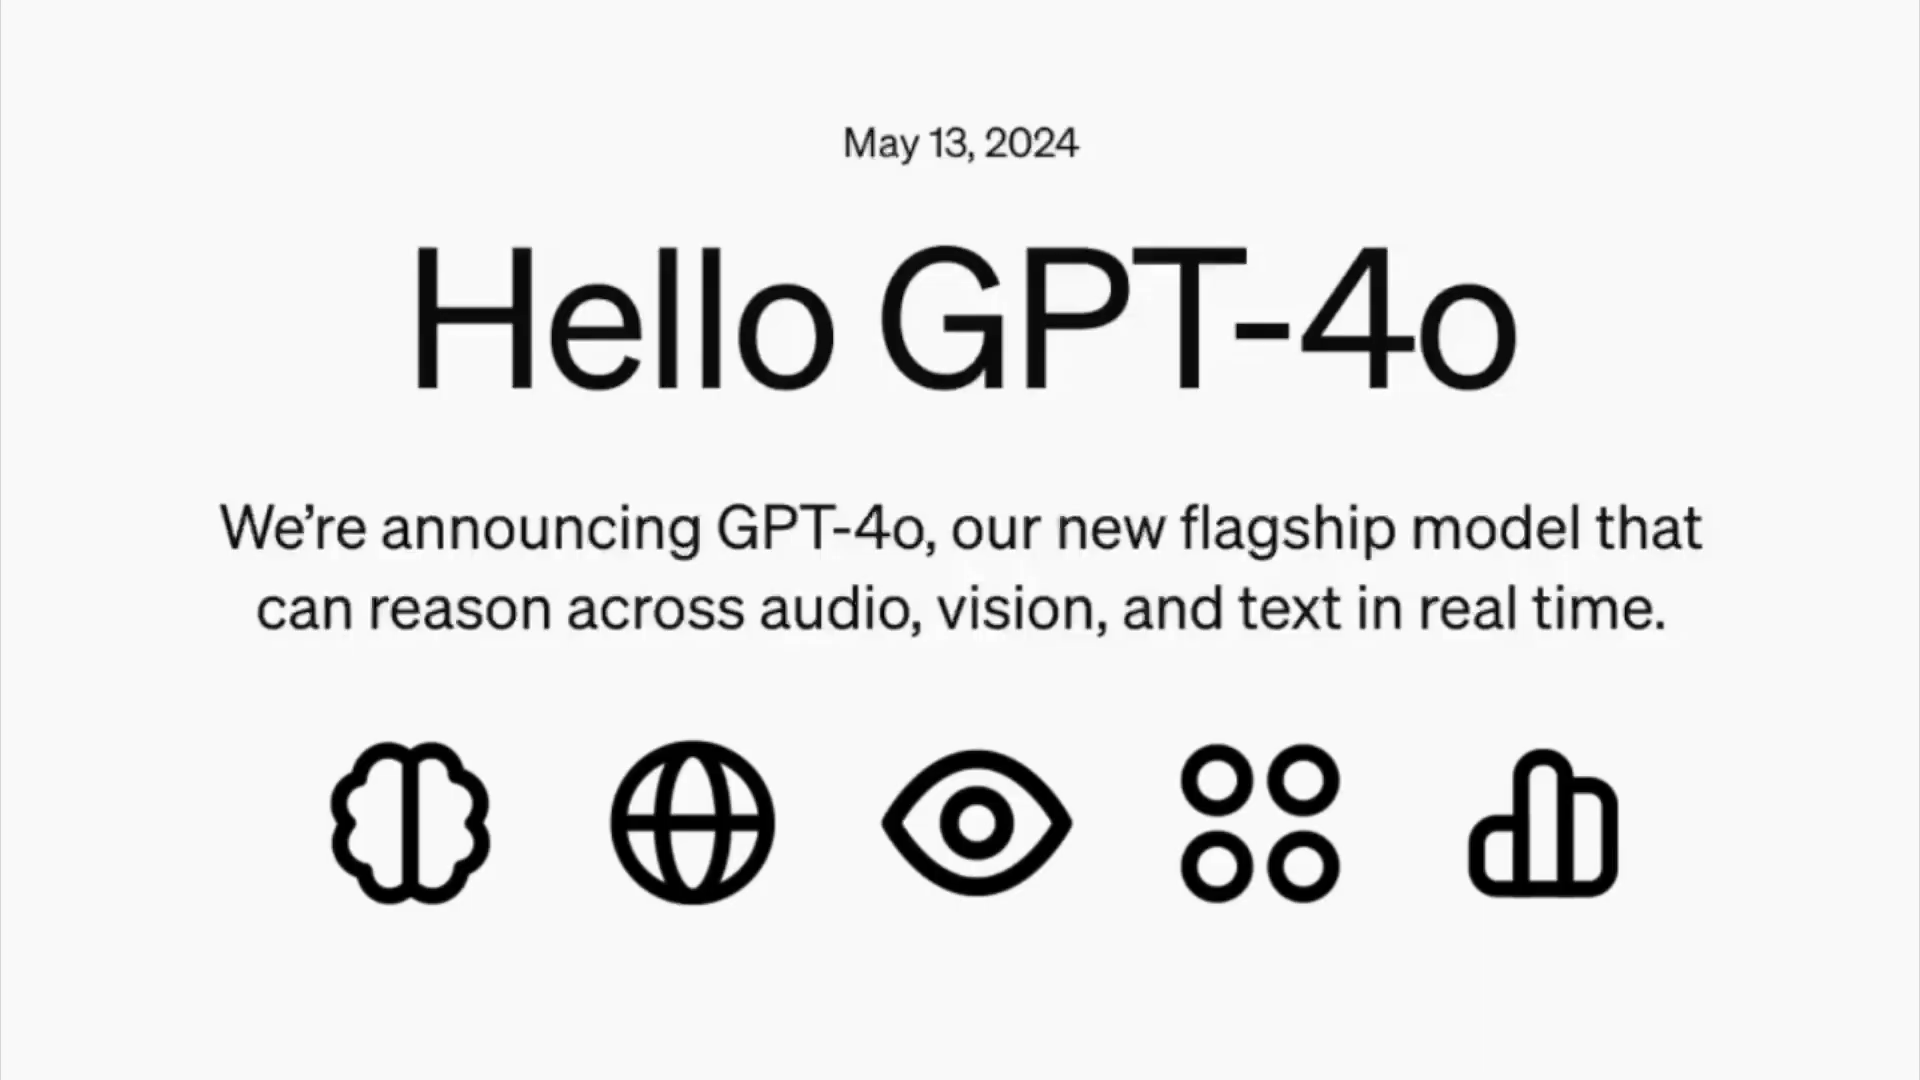 May 13, 2024
Hello GPT-4o
We’re announcing GPT-4o, our new flagship model that
can reason across audio, vision, and text in real time.